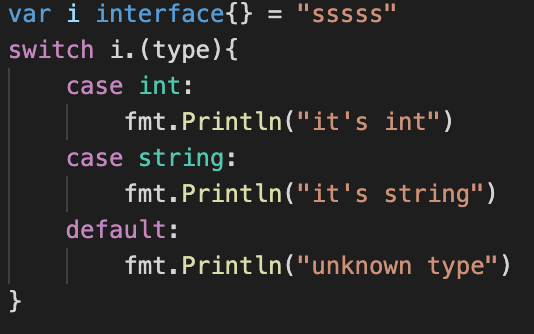 var i interface{} = "sssss"
switch i.(type){
    case int:
        fmt.Println("it's int")
    case string:
        fmt.Println("it's string")
    default:
        fmt.Println("unknown type")
}